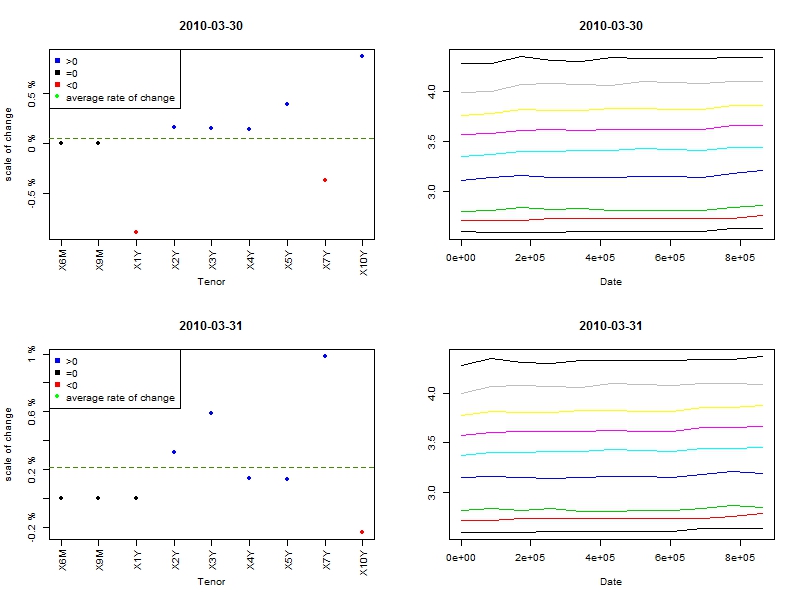 2010-03-30
>0
=0
<0
average rate of change
scale of change
0.5 %
0 %
-0.5 %
X6M X9M X1Y X2Y X3Y X4Y X5Y X7Y X10Y
Tenor
2010-03-30
4.0
3.5
3.0
0e+00 2e+05 4e+05 6e+05 8e+05
Date
2010-03-31
>0
=0
<0
average rate of change
scale of change
1 %
0.6 %
0.2 %
-0.2 %
X6M X9M X1Y X2Y X3Y X4Y X5Y X7Y X10Y
Tenor
2010-03-31
4.0
3.5
3.0
0e+00 2e+05 4e+05 6e+05 8e+05
Date